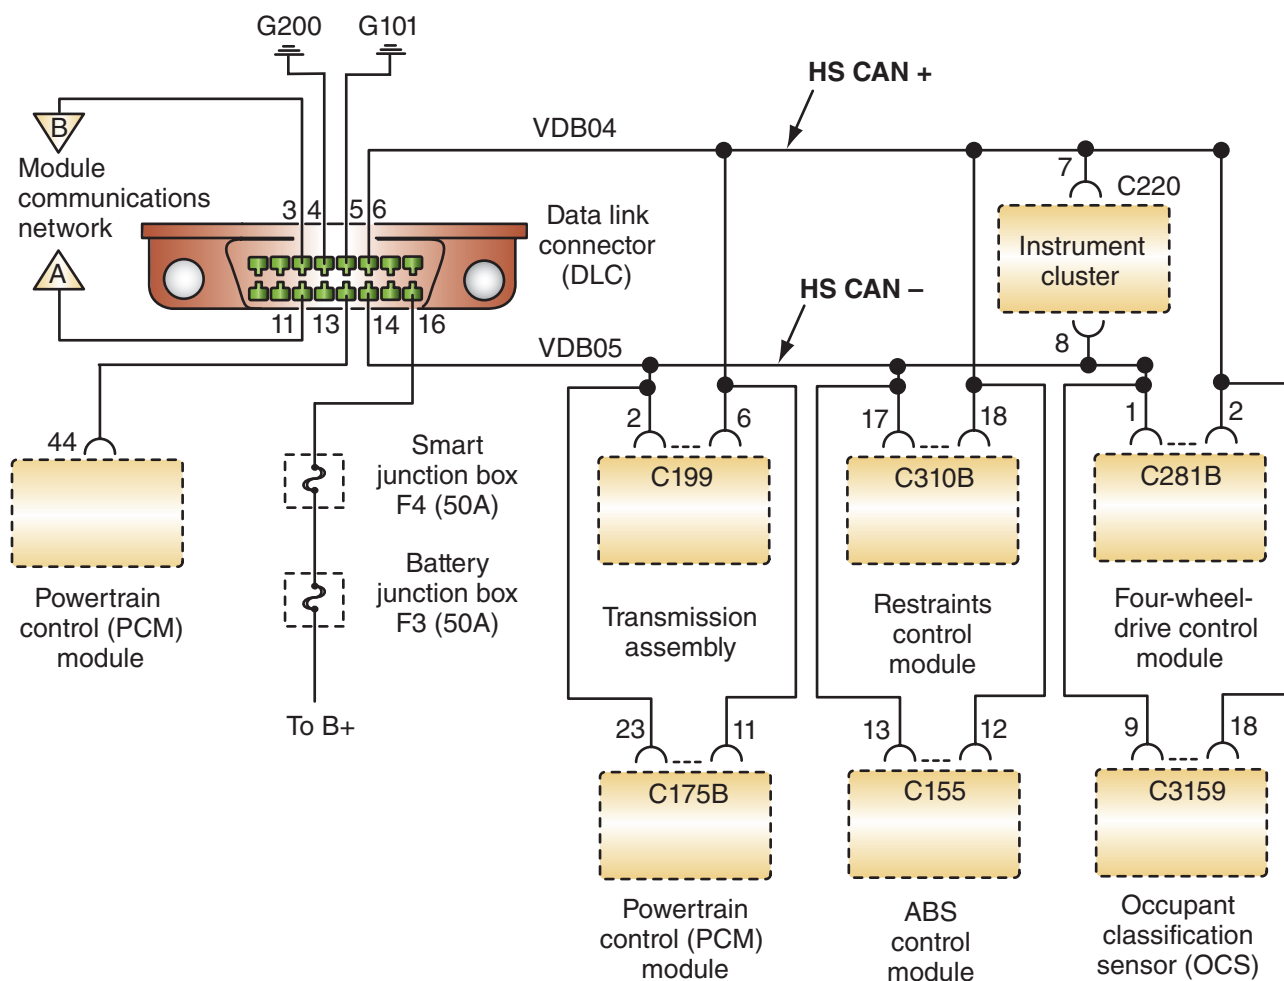 G200
G101
HS CAN +
B
VDB04
Module
communications
network
7
C220
3
4
5
6
Data link
connector
(DLC)
Instrument
cluster
A
HS CAN –
11
13
14
16
VDB05
8
44
Smart
junction box
F4 (50A)
2
6
17
18
1
2
C199
C310B
C281B
Battery
junction box
F3 (50A)
Powertrain
control (PCM)
module
Transmission
assembly
Restraints
control
module
Four-wheel-
drive control
module
To B+
23
11
13
12
9
18
C175B
C155
C3159
Powertrain
control (PCM)
module
ABS
control
module
Occupant
classification
sensor (OCS)